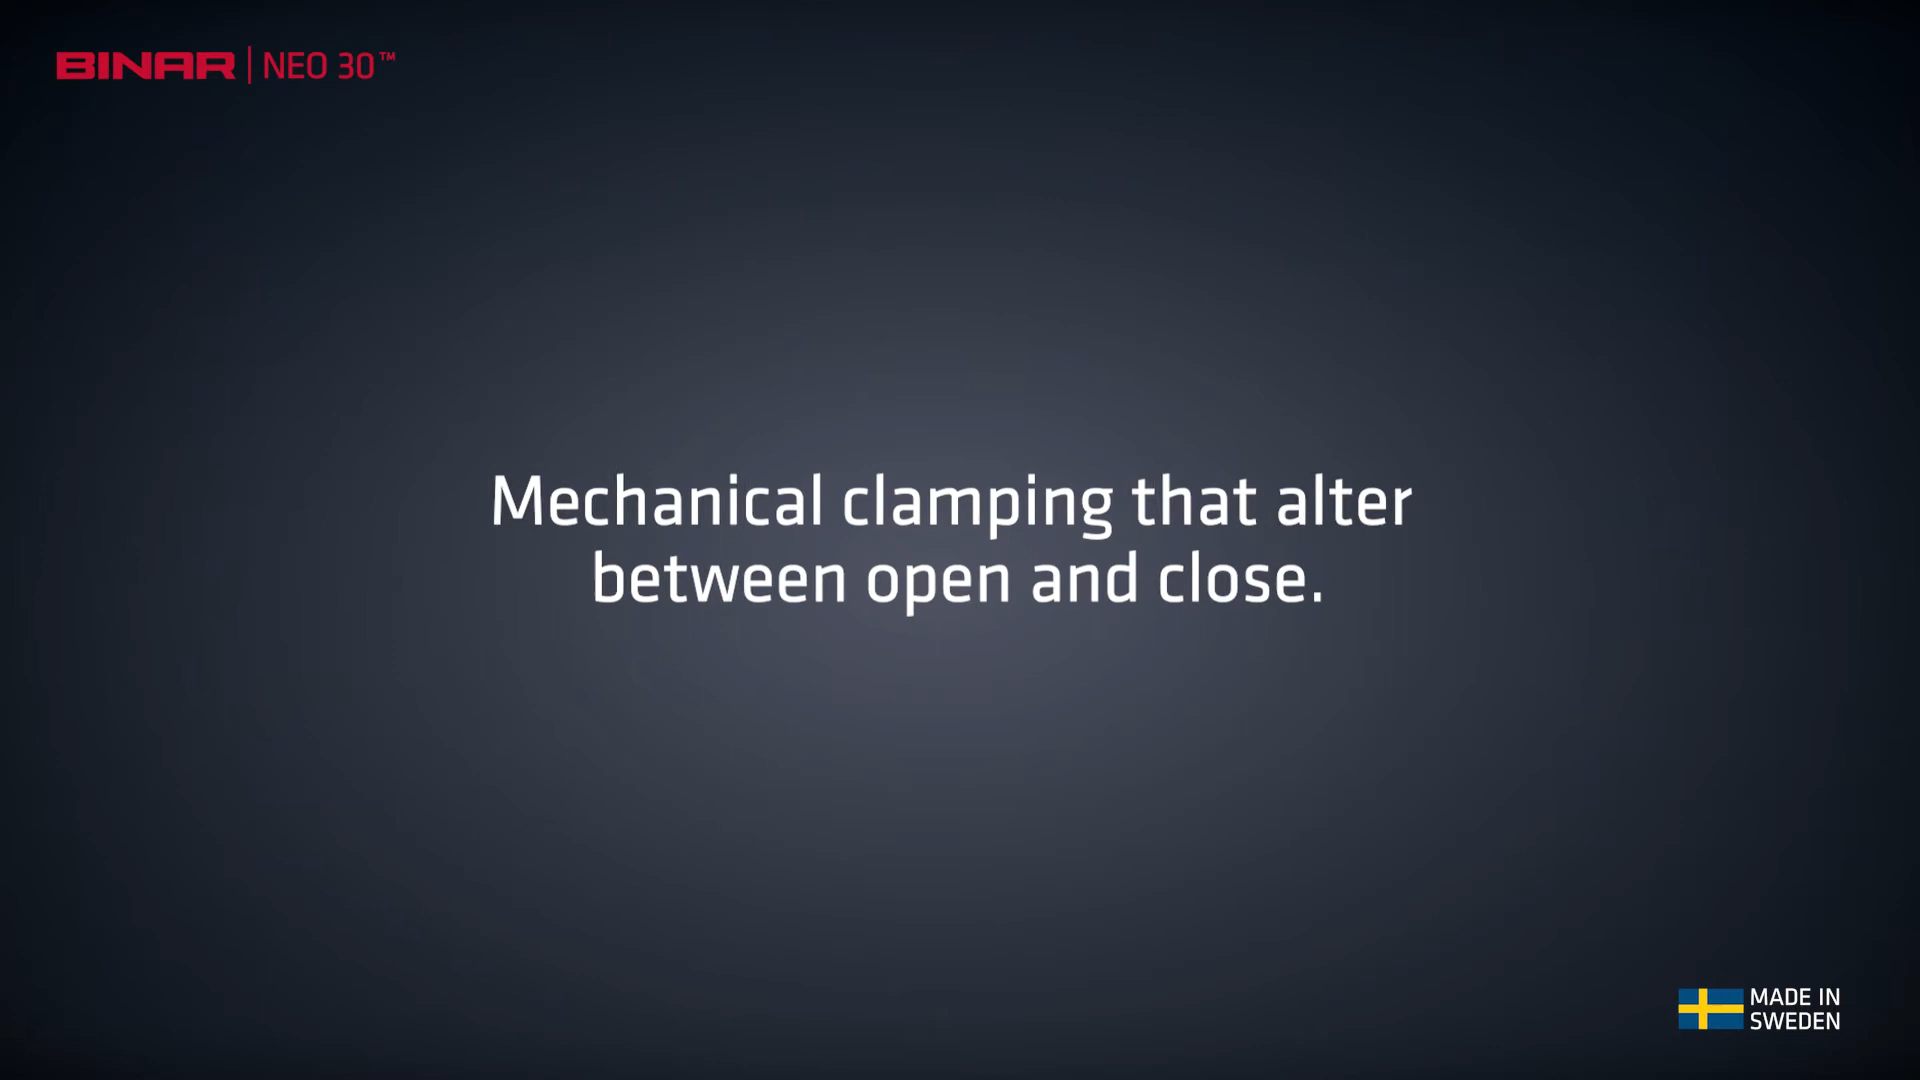 BINAR | NEO 30™
Mechanical clamping that alter
between open and close.
MADE IN
SWEDEN